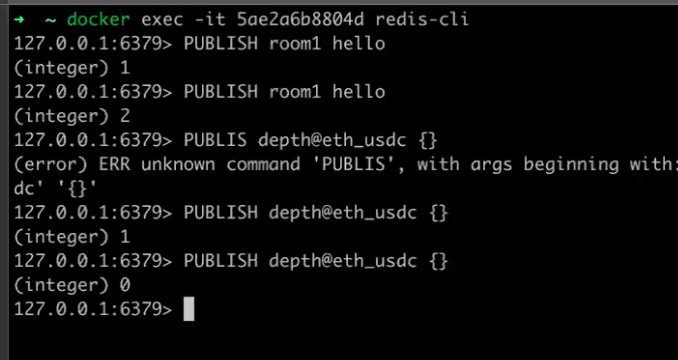 ➜ ~ docker exec -it 5ae2a6b8804d redis-cli
127.0.0.1:6379> PUBLISH room1 hello
(integer) 1
127.0.0.1:6379> PUBLISH room1 hello
(integer) 2
127.0.0.1:6379> PUBLIS depth@eth_usdc {}
(error) ERR unknown command 'PUBLIS', with args beginning with:
dc' '{}'
127.0.0.1:6379> PUBLISH depth@eth_usdc {}
(integer) 1
127.0.0.1:6379> PUBLISH depth@eth_usdc {}
(integer) 0
127.0.0.1:6379>